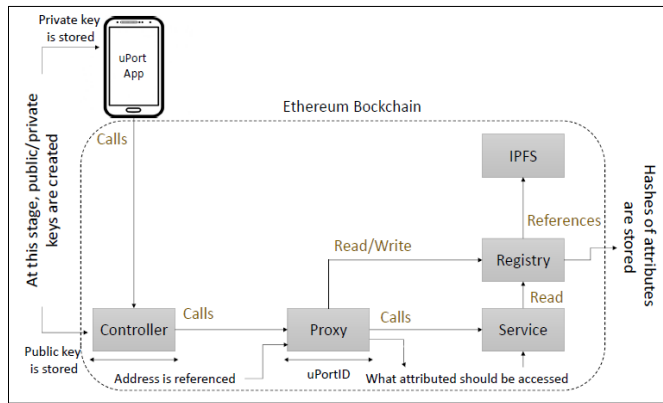 Private key
is stored
uPort
App
Ethereum Bockchain
At this stage, public/private
keys are created
Calls
IPFS
References
Hashes of attributes
are stored
Read/Write
Registry
Read
Calls
Calls
Controller
Proxy
Service
Public key
is stored
Address is referenced
uPortID
What attributed should be accessed